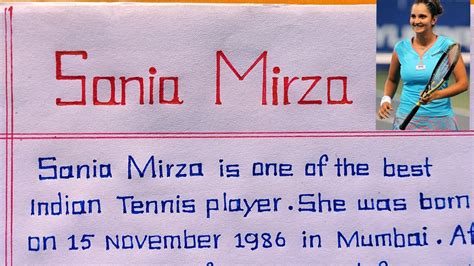 Sania Mirza
Sania Mirza is one of the best
Indian Tennis player. She was born
on 15 November 1986 in Mumbai.